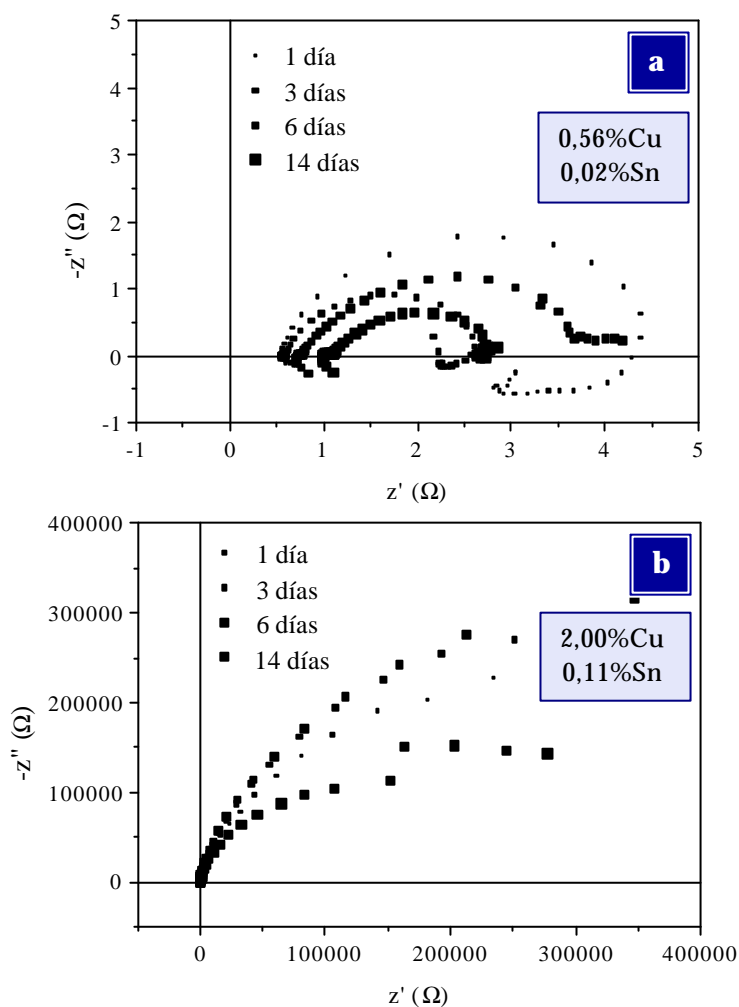 5
4
3
2
1
0
-1
-1
0
1
2
3
4
5
-z" (Ω)
z' (Ω)
1 día
3 días
6 días
14 días
a
0,56%Cu
0,02%Sn
400000
300000
200000
100000
0
0
100000
200000
300000
400000
-z" (Ω)
z' (Ω)
1 día
3 días
6 días
14 días
b
2,00%Cu
0,11%Sn